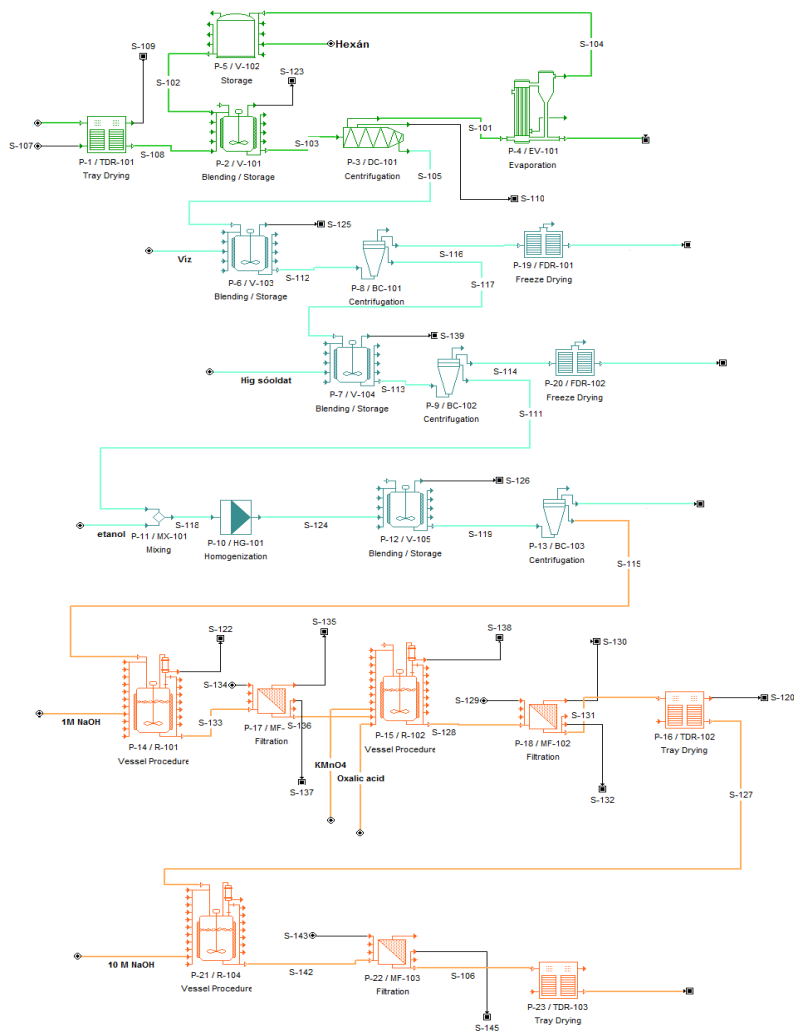 S-109
Hexán
S-104
P-5 / V-102
Storage
S-102
S-123
S-107
P-1 / TDR-101
Tray Drying
S-108
P-2 / V-101
Blending / Storage
S-103
P-3 / DC-101
Centrifugation
S-101
P-4 / EV-101
Evaporation
S-105
S-110
S-125
Víz
P-6 / V-103
Blending / Storage
S-112
P-8 / BC-101
Centrifugation
S-116
S-117
P-19 / FDR-101
Freeze Drying
S-139
Híg sóoldat
P-7 / V-104
Blending / Storage
S-113
P-9 / BC-102
Centrifugation
S-114
S-111
P-20 / FDR-102
Freeze Drying
S-126
etanol
P-11 / MX-101
Mixing
S-118
P-10 / HG-101
Homogenization
S-124
P-12 / V-105
Blending / Storage
S-119
P-13 / BC-103
Centrifugation
S-115
S-122
S-135
S-138
S-130
S-134
S-129
S-120
1M NaOH
P-14 / R-101
Vessel Procedure
S-133
P-17 / MF-
Filtration
S-136
P-15 / R-102
Vessel Procedure
S-128
P-18 / MF-102
Filtration
S-131
P-16 / TDR-102
Tray Drying
KMnO4
Oxalic acid
S-137
S-132
S-127
S-143
10 M NaOH
P-21 / R-104
Vessel Procedure
S-142
P-22 / MF-103
Filtration
S-106
P-23 / TDR-103
Tray Drying
S-145